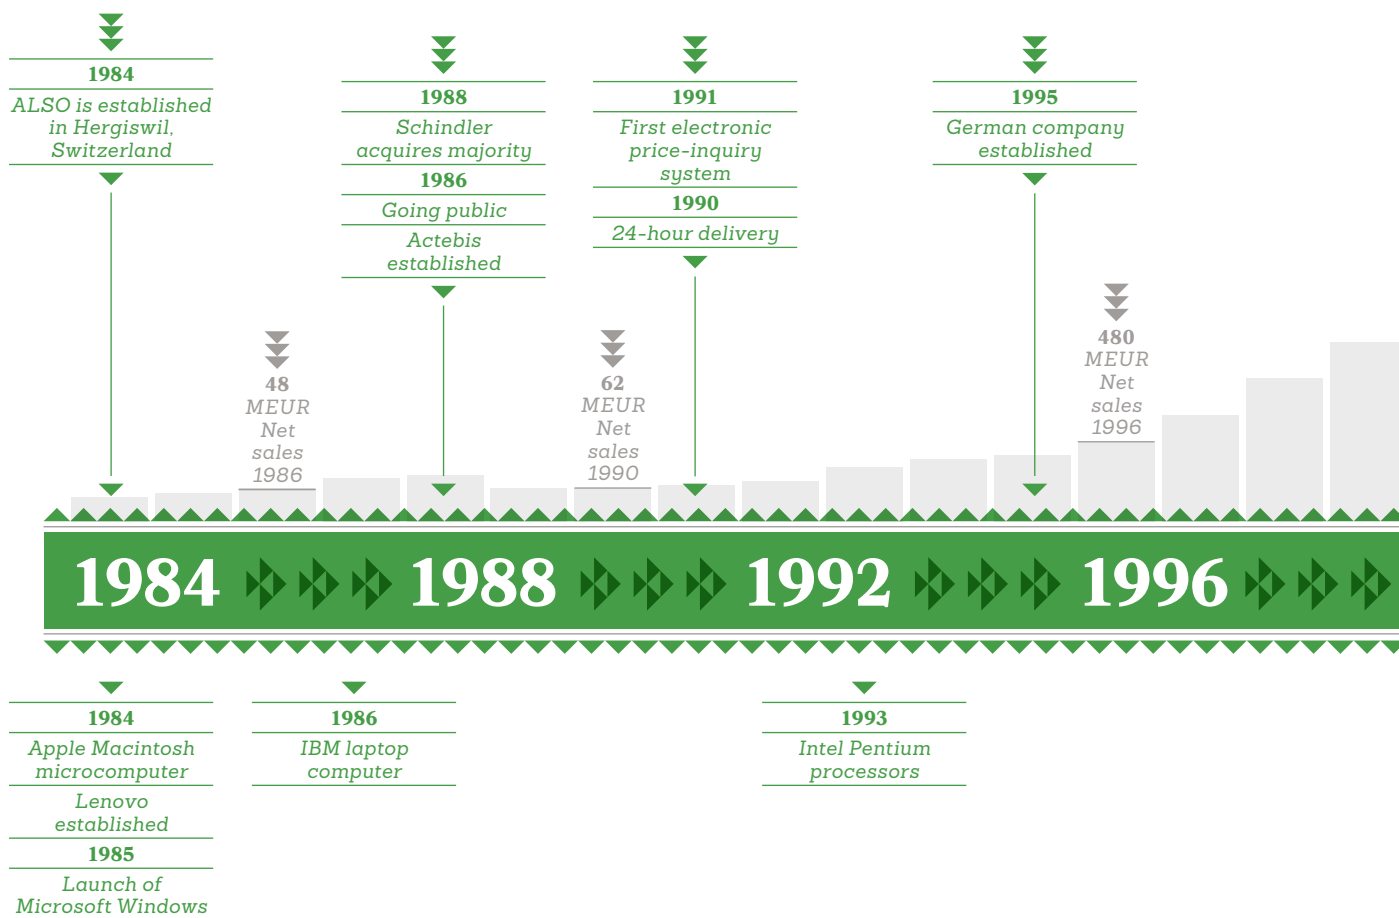 1984
ALSO is established
in Hergiswil,
Switzerland
1988
Schindler
acquires majority
1986
Going public
Actebis
established
1991
First electronic
price-inquiry
system
1990
24-hour delivery
1995
German company
established
48
MEUR
Net
sales
1986
62
MEUR
Net
sales
1990
480
MEUR
Net
sales
1996
1984
1988
1992
1996
1984
Apple Macintosh
microcomputer
Lenovo
established
1985
Launch of
Microsoft Windows
1986
IBM laptop
computer
1993
Intel Pentium
processors